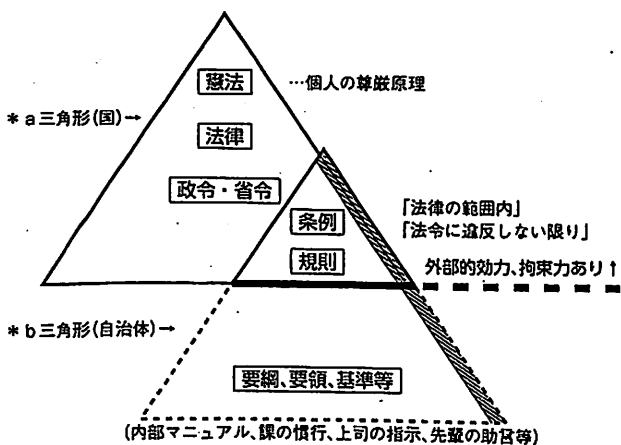 憲法
…個人の尊厳原理
*a三角形(国)→
法律
政令・省令
条例
「法律の範囲内」
「法令に違反しない限り」
規則
外部的効力、拘束力あり↑
*b三角形(自治体)→
要綱、要領、基準等
(内部マニュアル、課の慣行、上司の指示、先輩の助言等)